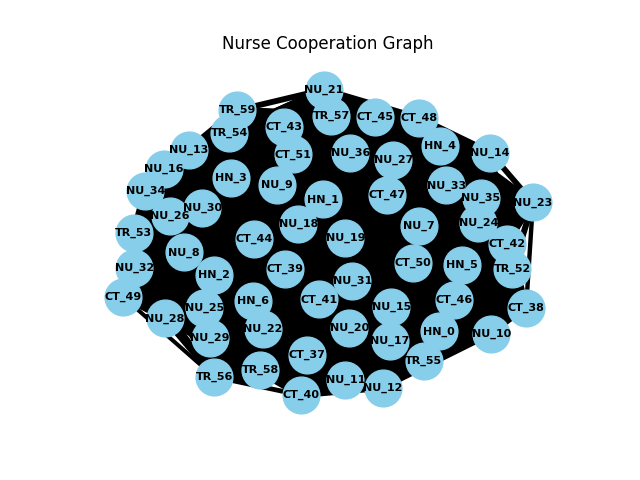 Nurse Cooperation Graph
NU_21
TR_59
TR_57
CT_45
CT_48
CT_43
TR_54
HN_4
NU_13
CT_51
NU_36
NU_27
NU_14
NU_16
HN_3
NU_9
NU_33
NU_34
CT_47
NU_35
HN_1
NU_23
NU_30
NU_26
NU_18
NU_7
NU_24
TR_53
CT_44
NU_19
CT_42
NU_8
CT_50
HN_5
NU_32
HN_2
CT_39
TR_52
NU_31
CT_49
HN_6
CT_41
CT_46
NU_25
NU_15
CT_38
NU_28
NU_22
NU_20
HN_0
NU_10
NU_29
NU_17
CT_37
TR_55
TR_58
TR_56
NU_11
NU_12
CT_40